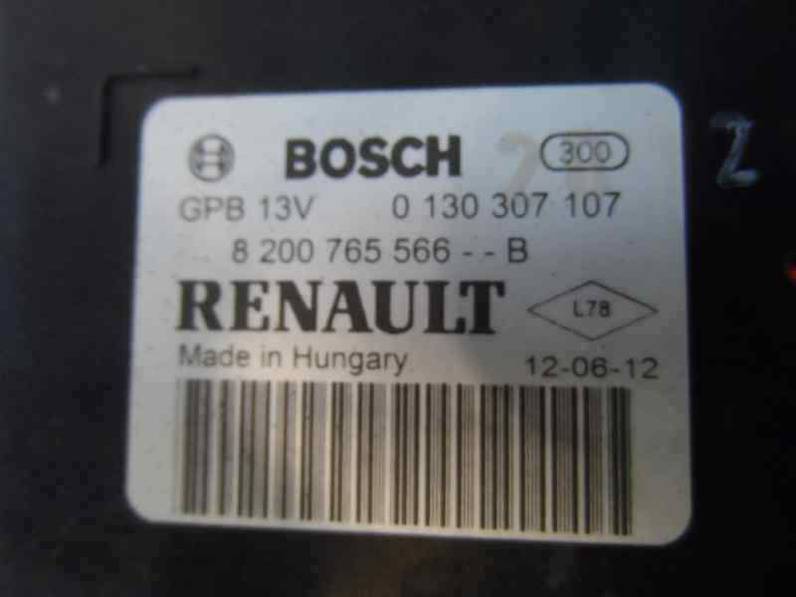 BOSCH 300
GPB 13V 0 130 307 107
8 200 765 566 - - B
RENAULT L78
Made in Hungary 12-06-12
Z